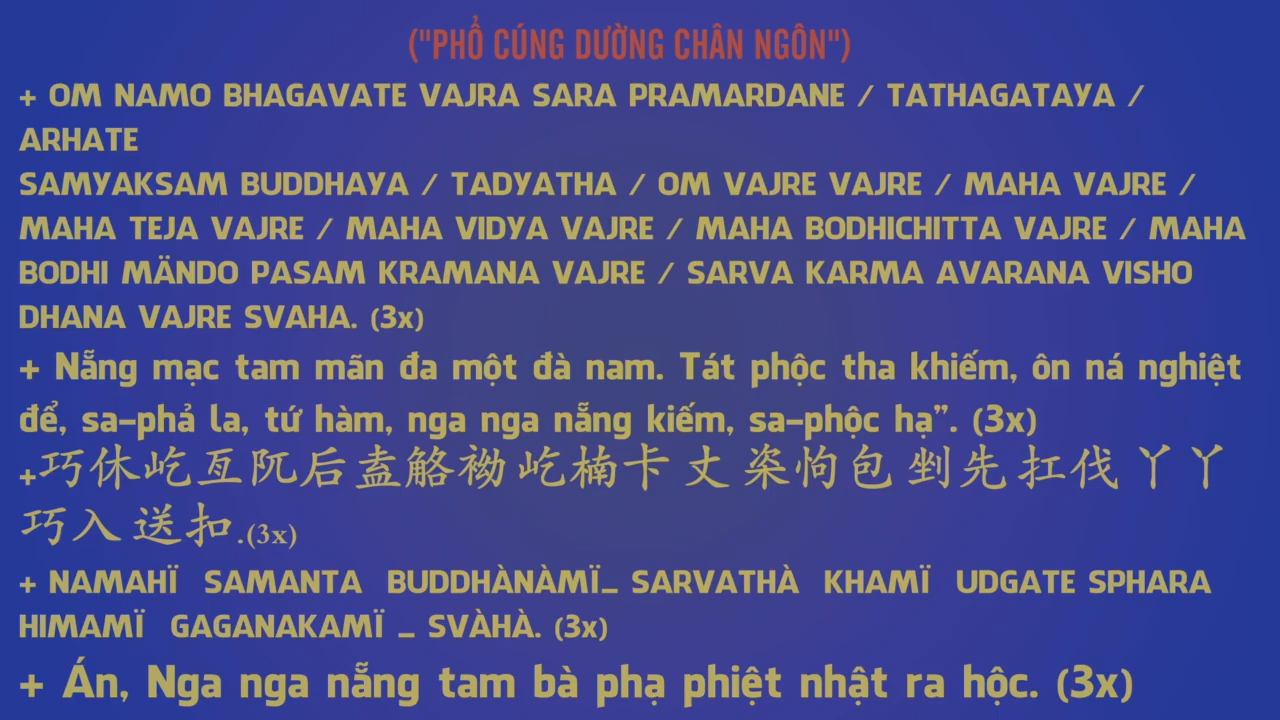 ("PHỔ CÚNG DƯỜNG CHÂN NGÔN")
+ OM NAMO BHAGAVATE VAJRA SARA PRAMARDANE / TATHAGATAYA /
ARHATE
SAMYAKSAM BUDDHAYA / TADYATHA / OM VAJRE VAJRE / MAHA VAJRE /
MAHA TEJA VAJRE / MAHA VIDYA VAJRE / MAHA BODHICHITTA VAJRE / MAHA
BODHI MÄNDO PASAM KRAMANA VAJRE / SARVA KARMA AVARANA VISHO
DHANA VAJRE SVAHA. (3x)
+ Nẵng mạc tam mãn đa một đà nam. Tát phộc tha khiếm, ôn ná nghiệt
để, sa-phả la, tứ hàm, nga nga nẵng kiếm, sa-phộc hạ”. (3x)
+巧休屹亙阢后盍觡袎屹楠卡 丈 桼怐包 剉先 扛伐 丫丫
巧入 送扣.(3x)
+ NAMAHÏ SAMANTA BUDDHÀNÀMÏ_ SARVATHÀ KHAMÏ UDGATE SPHARA
HIMAMÏ GAGANAKAMÏ _ SVÀHÀ. (3x)
+ Án, Nga nga nẵng tam bà phạ phiệt nhật ra hộc. (3x)